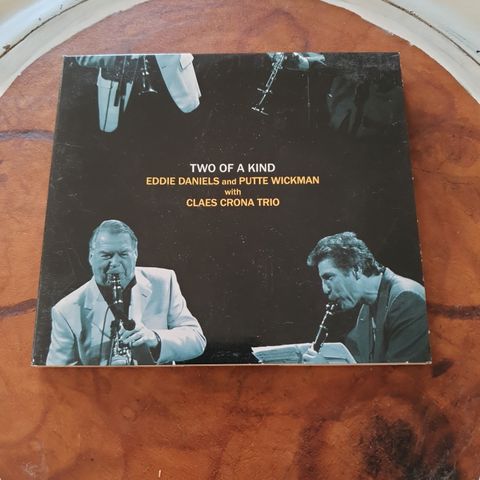 TWO OF A KIND
EDDIE DANIELS and PUTTE WICKMAN
with
CLAES CRONA TRIO